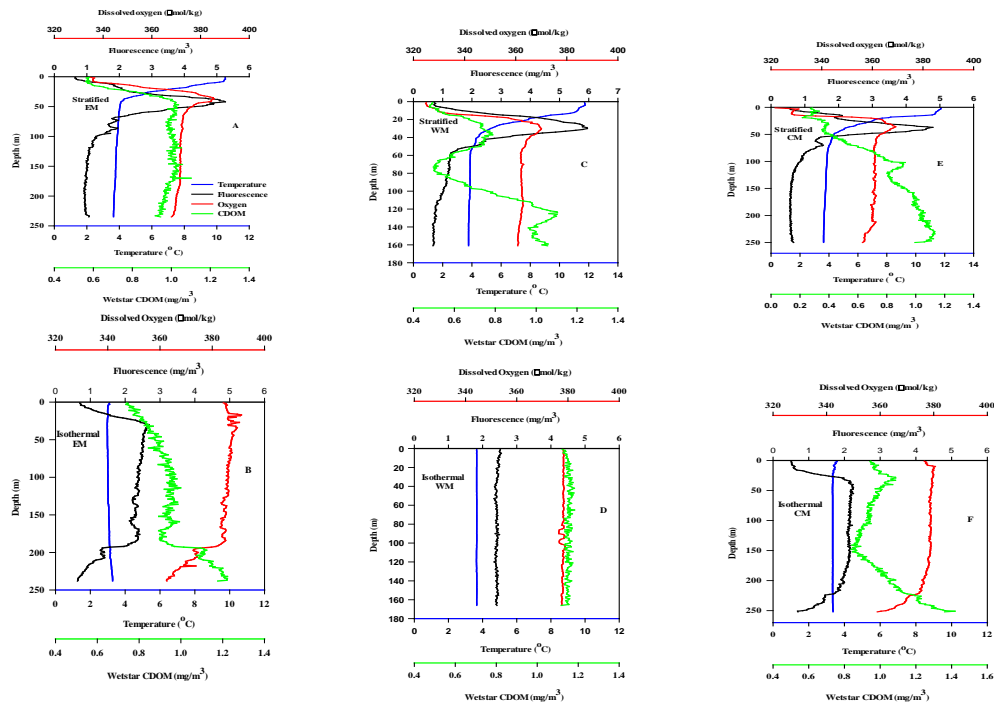 Dissolved oxygen (□mol/kg)
320 330 340 350 360 370 380 390 400
Fluorescence (mg/m3
0 1 2 3 4 5 6
Stratified
EM
A
Depth (m)
0
50
100
150
200
250
Temperature
Fluorescence
Oxygen
CDOM
0 2 4 6 8 10 12
Temperature (oC)
0.4 0.6 0.8 1.0 1.2 1.4
Wetstar CDOM (mg/m3
Dissolved oxygen (□mol/kg)
320 340 360 380 400
Fluorescence (mg/m3
0 1 2 3 4 5 6 7
Stratified
WM
C
Depth (m)
0
20
40
60
80
100
120
140
160
180
0 2 4 6 8 10 12 14
Temperature (oC)
0.4 0.6 0.8 1.0 1.2 1.4
Wetstar CDOM (mg/m3
Dissolved oxygen (□mol/kg)
320 340 360 380 400
Fluorescence (mg/m3
0 1 2 3 4 5 6
Stratified
CM
E
Depth (m)
0
50
100
150
200
250
0 2 4 6 8 10 12 14
Temperature (oC)
0.0 0.2 0.4 0.6 0.8 1.0 1.2 1.4
Wetstar CDOM (mg/m3
Dissolved Oxygen (□mol/kg)
320 340 360 380 400
Fluorescence (mg/m3)
0 1 2 3 4 5 6
Isothermal
EM
B
Depth (m)
0
50
100
150
200
250
0 2 4 6 8 10 12
Temperature (oC)
0.4 0.6 0.8 1.0 1.2 1.4
Wetstar CDOM (mg/m3)
Dissolved Oxygen (□mol/kg)
320 340 360 380 400
Fluorescence (mg/m3
0 1 2 3 4 5 6
Isothermal
WM
D
Depth (m)
0
20
40
60
80
100
120
140
160
180
0 2 4 6 8 10 12
Temperature (oC)
0.4 0.6 0.8 1.0 1.2 1.4
Wetstar CDOM (mg/m3
Dissolved Oxygen (□mol/kg)
320 340 360 380 400
Fluorescence (mg/m3
0 1 2 3 4 5 6
Isothermal
CM
F
Depth (m)
0
50
100
150
200
250
0 2 4 6 8 10 12
Temperature (oC)
0.4 0.6 0.8 1.0 1.2 1.4 1.6
Wetstar CDOM (mg/m3